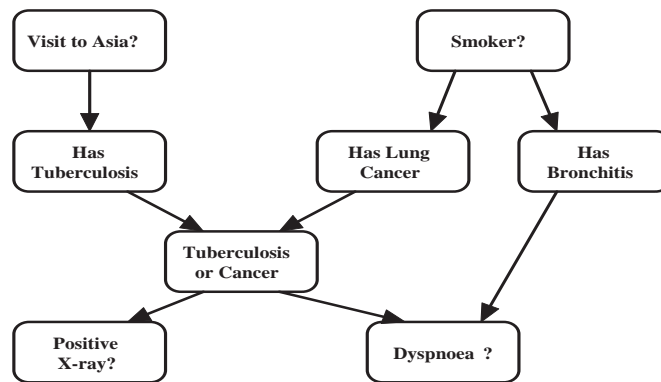 Visit to Asia?
Smoker?
Has
Tuberculosis
Has Lung
Cancer
Has
Bronchitis
Tuberculosis
or Cancer
Positive
X-ray?
Dyspnoea ?